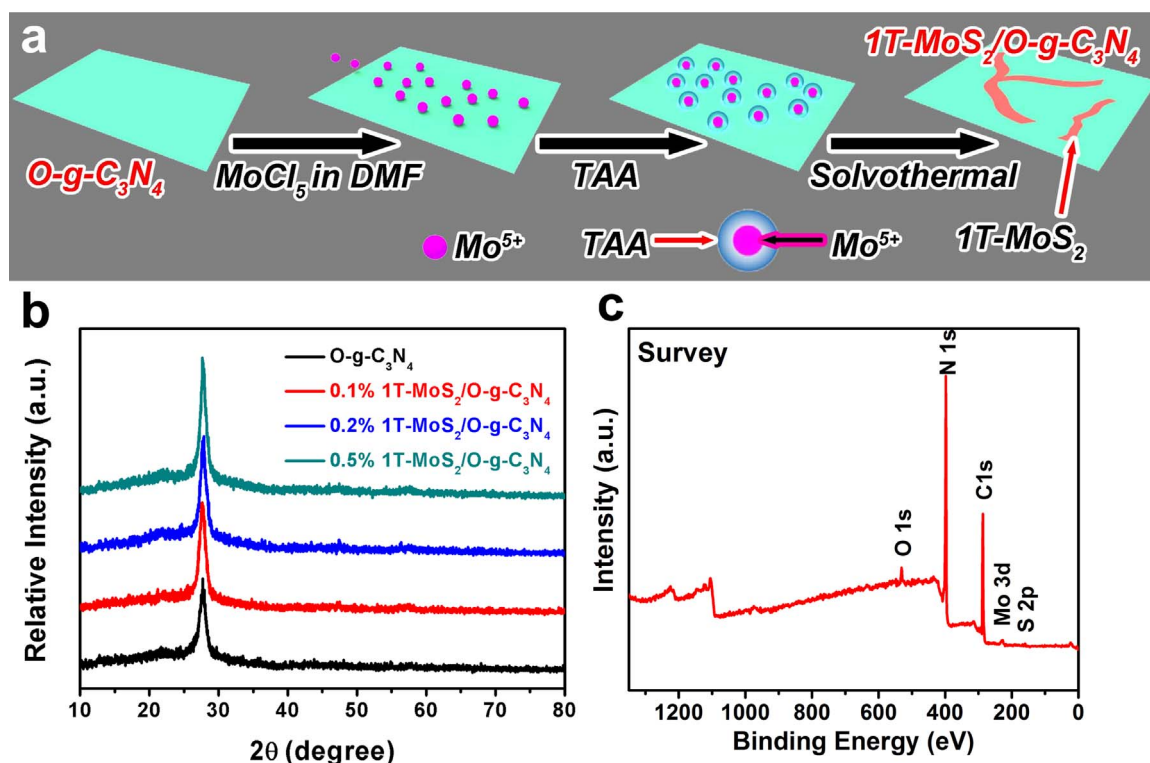 a
1T-MoS₂/O-g-C₃N₄
O-g-C₃N₄
MoCl₅ in DMF
TAA
Solvothermal
Mo⁵⁺
TAA
Mo⁵⁺
1T-MoS₂
b
O-g-C₃N₄
0.1% 1T-MoS₂/O-g-C₃N₄
0.2% 1T-MoS₂/O-g-C₃N₄
0.5% 1T-MoS₂/O-g-C₃N₄
Relative Intensity (a.u.)
10 20 30 40 50 60 70 80
2θ (degree)
c
Survey
N 1s
C1s
O 1s
Mo 3d
S 2p
Intensity (a.u.)
1200 1000 800 600 400 200 0
Binding Energy (eV)